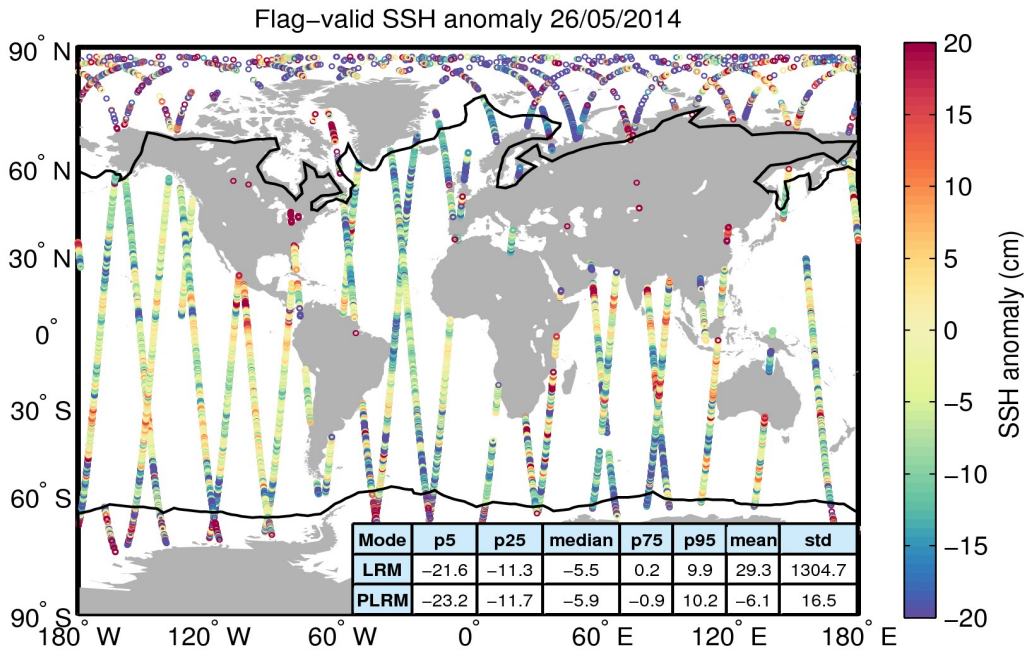 Flag−valid SSH anomaly 26/05/2014
90° N
60° N
30° N
0°
30° S
60° S
90° S
180° W
120° W
60° W
0°
60° E
120° E
180° E
20
15
10
5
0
−5
−10
−15
−20
SSH anomaly (cm)
Mode p5 p25 median p75 p95 mean std
LRM −21.6 −11.3 −5.5 0.2 9.9 29.3 1304.7
PLRM −23.2 −11.7 −5.9 −0.9 10.2 −6.1 16.5